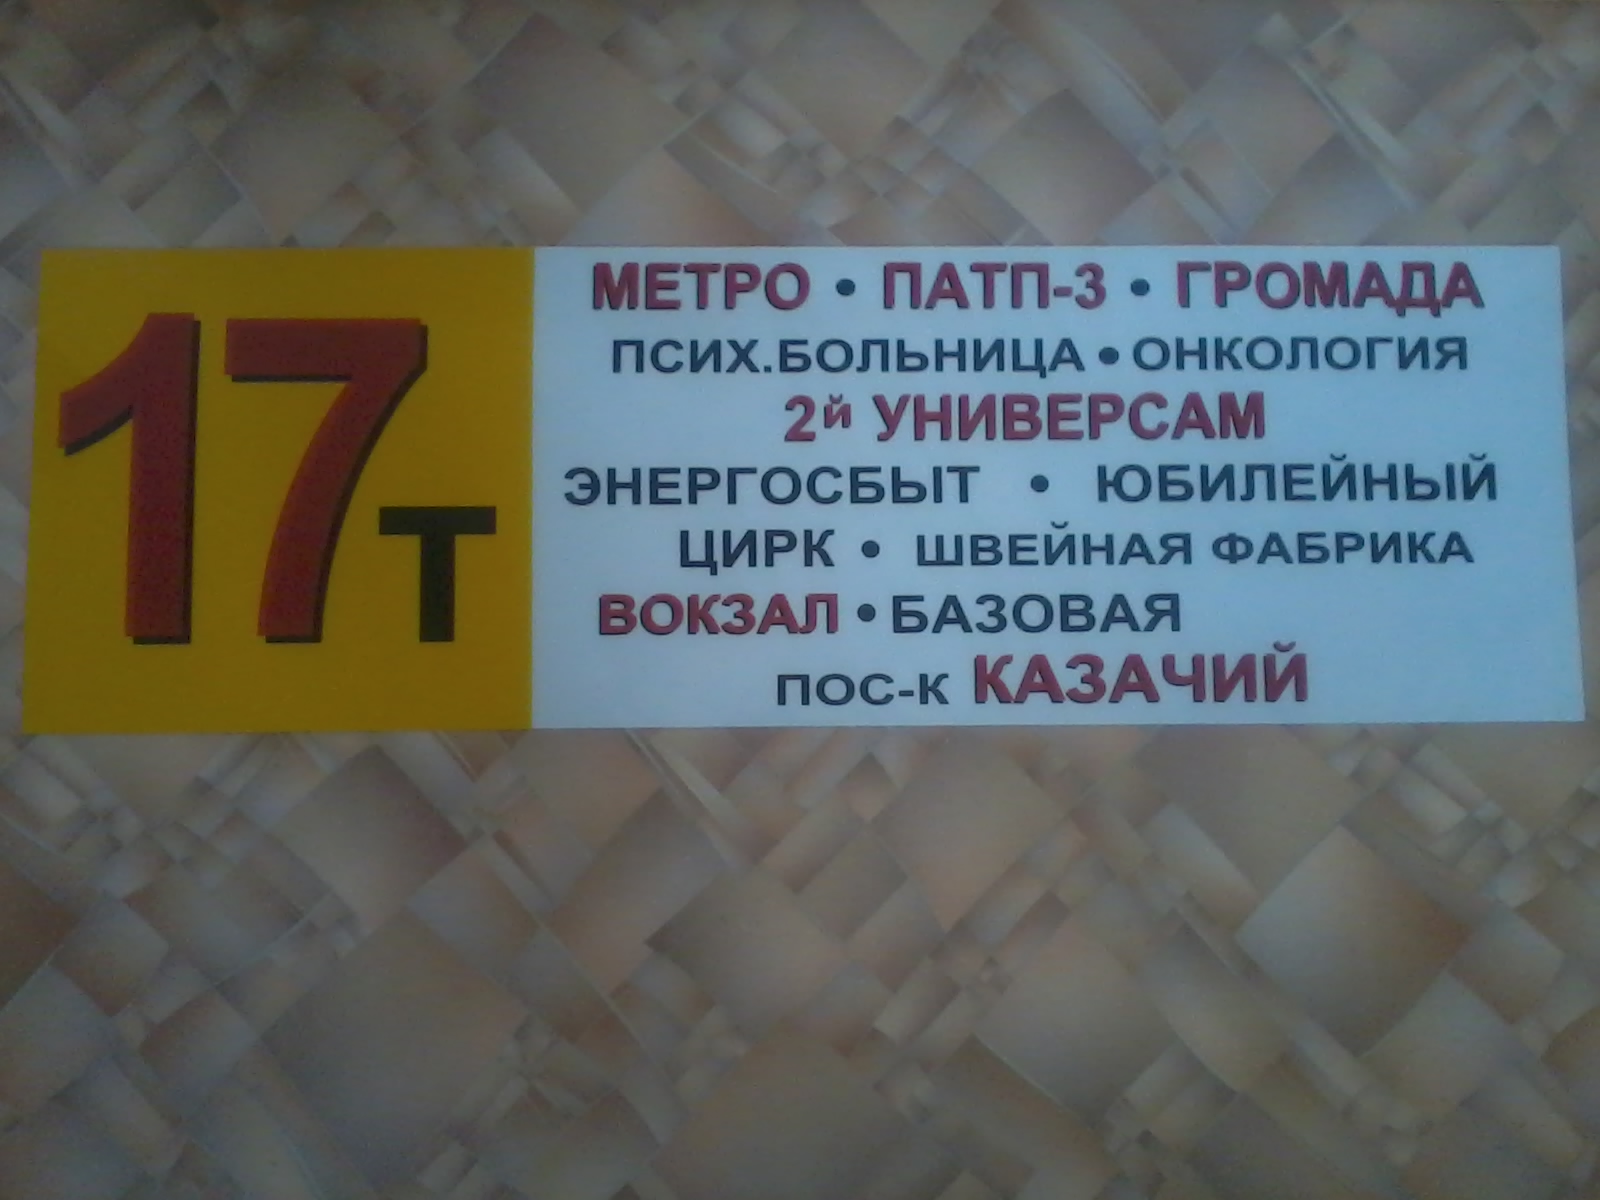 17т
МЕТРО • ПАТП-3 • ГРОМАДА
ПСИХ.БОЛЬНИЦА • ОНКОЛОГИЯ
2й УНИВЕРСАМ
ЭНЕРГОСБЫТ • ЮБИЛЕЙНЫЙ
ЦИРК • ШВЕЙНАЯ ФАБРИКА
ВОКЗАЛ • БАЗОВАЯ
ПОС-К КАЗАЧИЙ